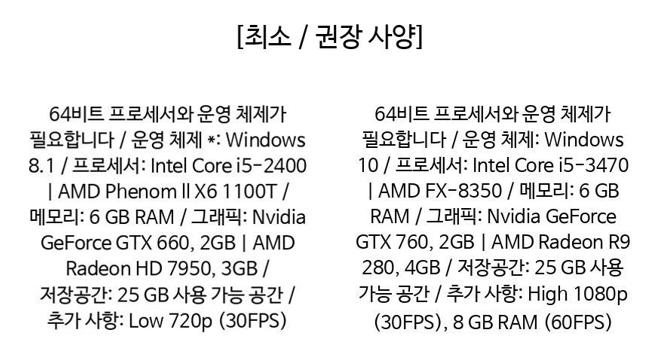 [최소 / 권장 사양]
64비트 프로세서와 운영 체제가
필요합니다 / 운영 체제 *: Windows
8.1 / 프로세서: Intel Core i5-2400
| AMD Phenom ll X6 1100T /
메모리: 6 GB RAM / 그래픽: Nvidia
GeForce GTX 660, 2GB | AMD
Radeon HD 7950, 3GB /
저장공간: 25 GB 사용 가능 공간 /
추가 사항: Low 720p (30FPS)
64비트 프로세서와 운영 체제가
필요합니다 / 운영 체제: Windows
10 / 프로세서: Intel Core i5-3470
| AMD FX-8350 / 메모리: 6 GB
RAM / 그래픽: Nvidia GeForce
GTX 760, 2GB | AMD Radeon R9
280, 4GB / 저장공간: 25 GB 사용
가능 공간 / 추가 사항: High 1080p
(30FPS), 8 GB RAM (60FPS)